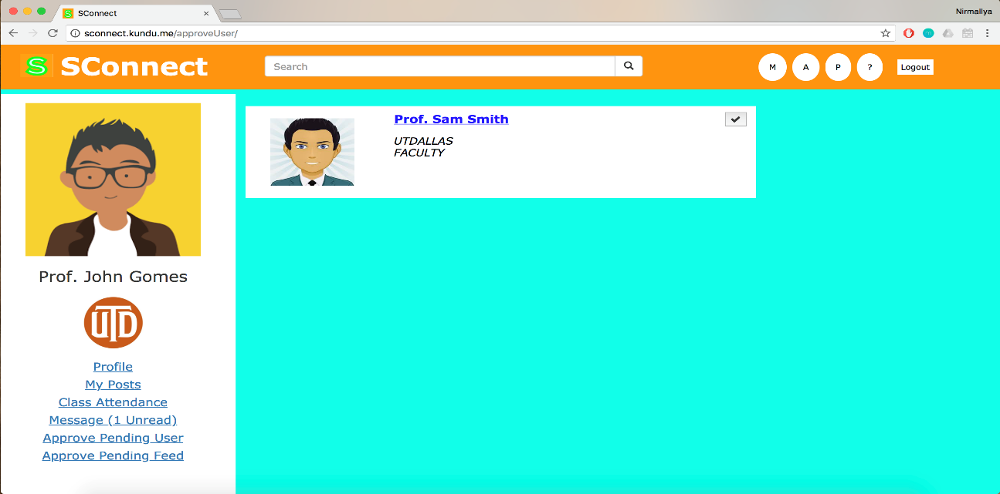 SConnect
Nirmallya
sconnect.kundu.me/approveUser/
S SConnect
Search
M A P ? Logout
Prof. Sam Smith
UTDALLAS
FACULTY
Prof. John Gomes
UTD
Profile
My Posts
Class Attendance
Message (1 Unread)
Approve Pending User
Approve Pending Feed